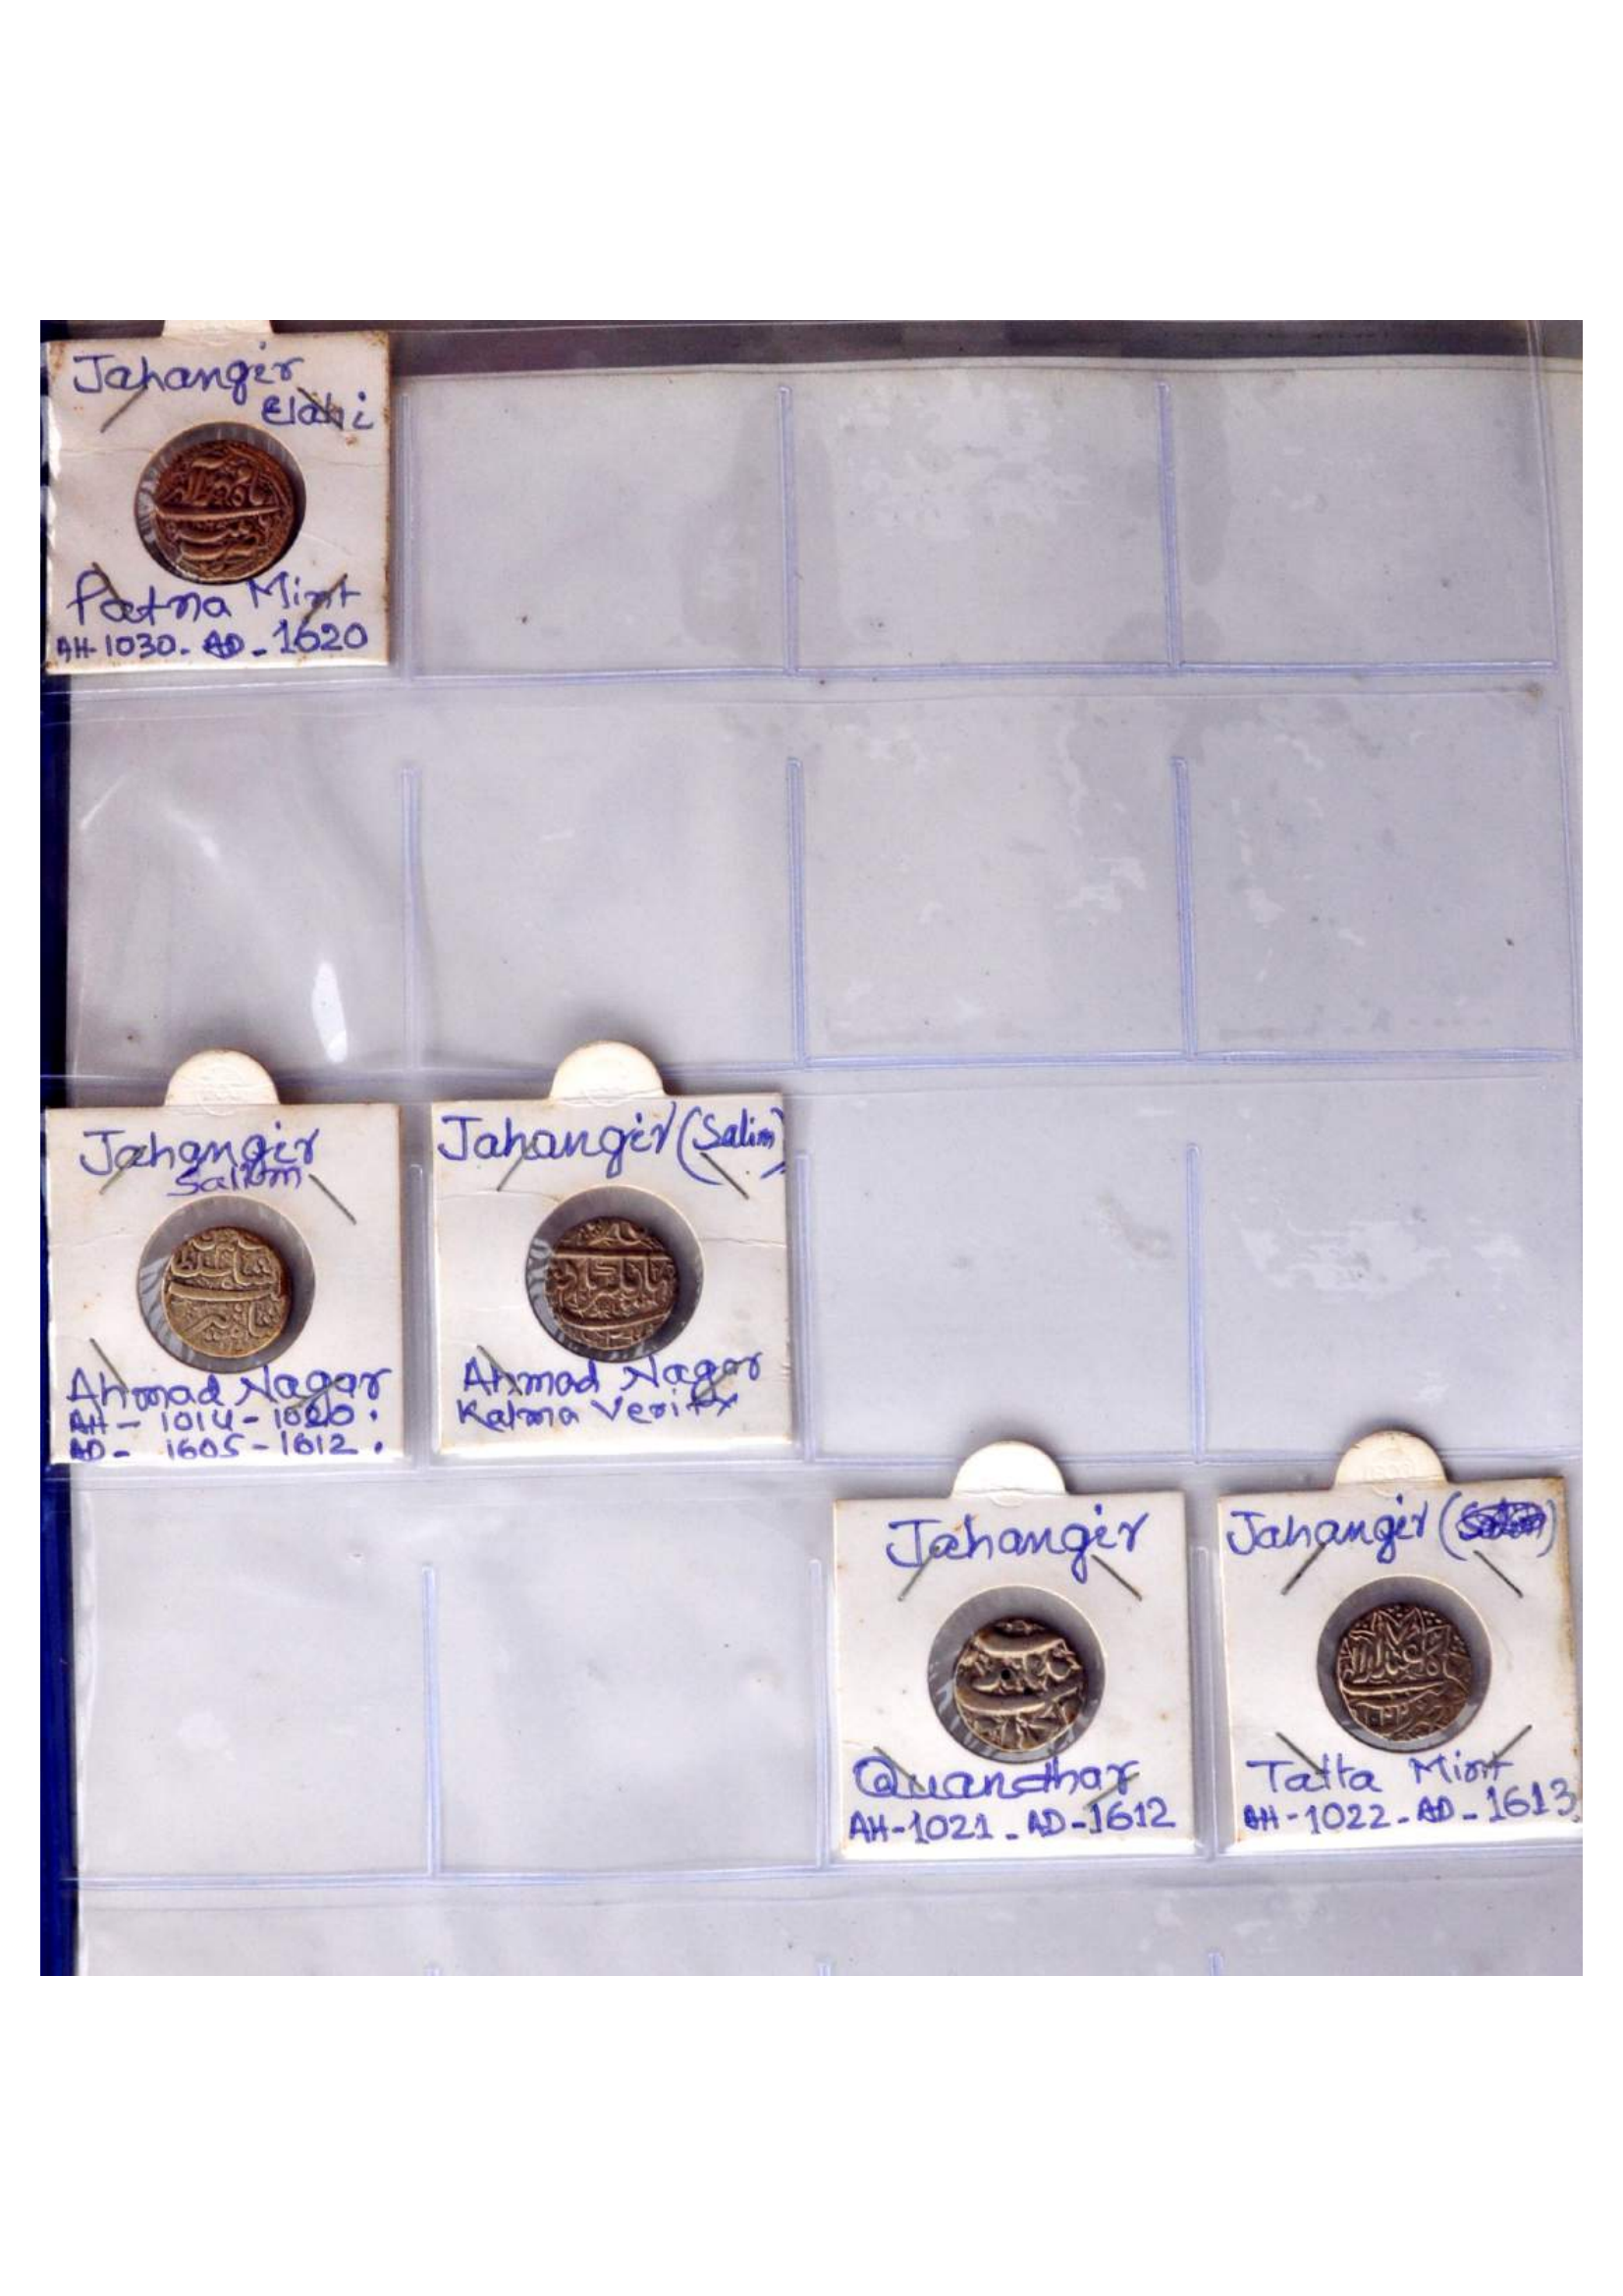 Jahangir
Elahi
Patna Mint
AH-1030. AD-1620
Jahangir
Salim
Ahmad Nagar
AH-1014-1020.
AD-1605-1612.
Jahangir (Salim)
Ahmad Nagar
Kalma
Jahangir
Quandhar
AH-1021. AD-1612
Jahangir
Tatta Mint
AH-1022. AD-1613